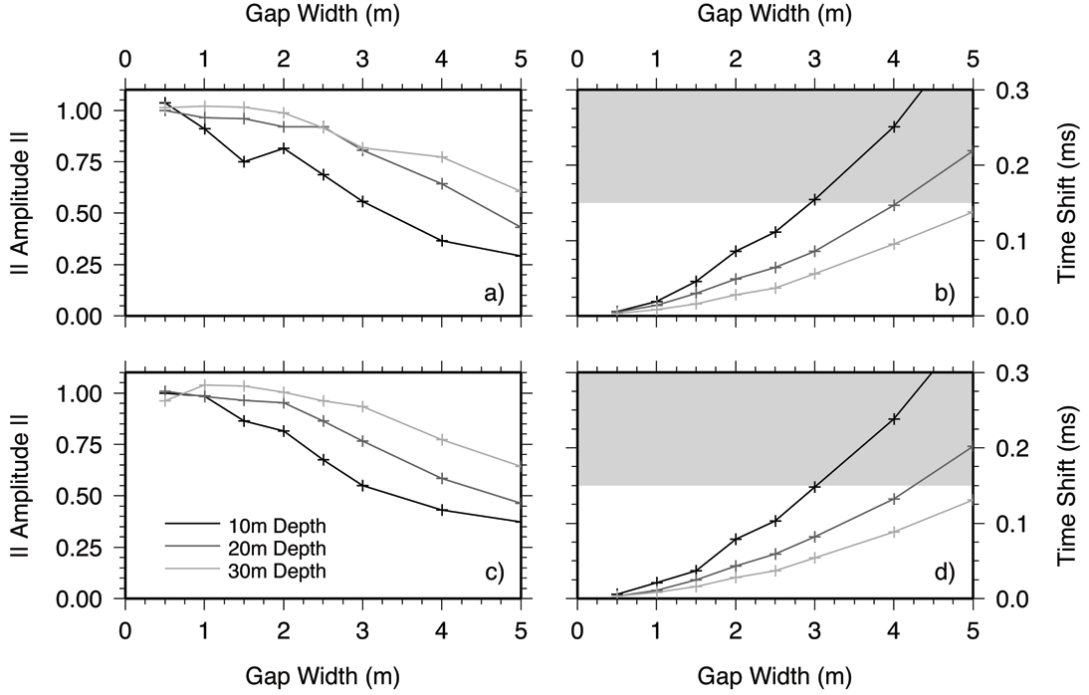 Gap Width (m) Gap Width (m)
0 1 2 3 4 5 0 1 2 3 4 5
1.00 0.3
0.75 0.2
0.50 0.1
0.25 0.0
0.00
|| Amplitude || Time Shift (ms)
a) b)
1.00 0.3
0.75 0.2
0.50 0.1
0.25 0.0
0.00
|| Amplitude || Time Shift (ms)
10m Depth
20m Depth
30m Depth
c) d)
0 1 2 3 4 5 0 1 2 3 4 5
Gap Width (m) Gap Width (m)